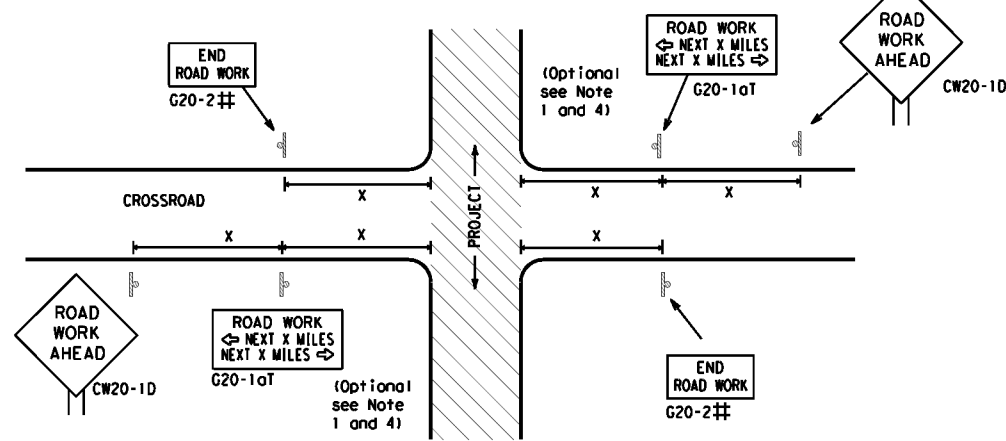 END
ROAD WORK
G20-2#
(Optional
see Note
1 and 4)
ROAD WORK
⇦ NEXT X MILES
NEXT X MILES ⇨
G20-1aT
ROAD
WORK
AHEAD
CW20-1D
X
X
X
CROSSROAD
PROJECT
X
X
X
ROAD
WORK
AHEAD
CW20-1D
ROAD WORK
⇦ NEXT X MILES
NEXT X MILES ⇨
G20-1aT
(Optional
see Note
1 and 4)
END
ROAD WORK
G20-2#